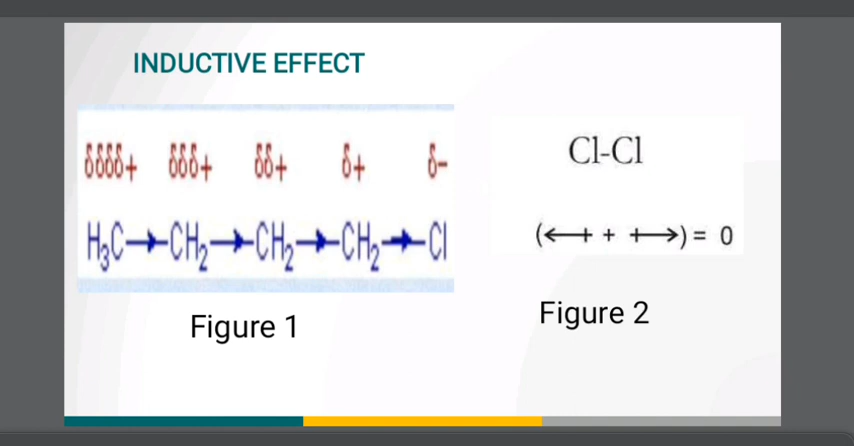 INDUCTIVE EFFECT
δδδδ+ δδδ+ δδ+ δ+ δ-
H₃C→CH₂→CH₂→CH₂→Cl
Figure 1
Cl-Cl
(⟵+ + +⟶) = 0
Figure 2